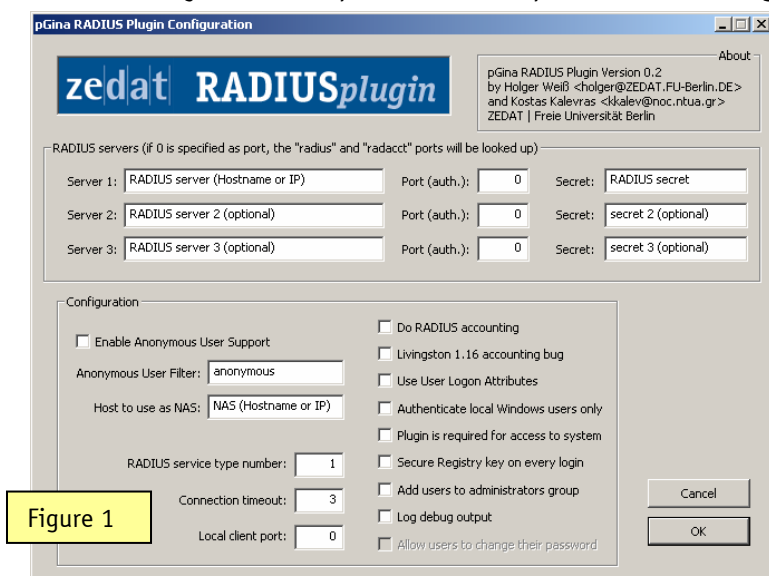 pGina RADIUS Plugin Configuration
zedat RADIUSplugin
About
pGina RADIUS Plugin Version 0.2
by Holger Weiß <holger@ZEDAT.FU-Berlin.DE>
and Kostas Kalevras <kkalev@noc.ntua.gr>
ZEDAT | Freie Universität Berlin
RADIUS servers (if 0 is specified as port, the "radius" and "radacct" ports will be looked up)
Server 1: RADIUS server (Hostname or IP) Port (auth.): 0 Secret: RADIUS secret
Server 2: RADIUS server 2 (optional) Port (auth.): 0 Secret: secret 2 (optional)
Server 3: RADIUS server 3 (optional) Port (auth.): 0 Secret: secret 3 (optional)
Configuration
Enable Anonymous User Support
Anonymous User Filter: anonymous
Host to use as NAS: NAS (Hostname or IP)
RADIUS service type number: 1
Connection timeout: 3
Local client port: 0
Do RADIUS accounting
Livingston 1.16 accounting bug
Use User Logon Attributes
Authenticate local Windows users only
Plugin is required for access to system
Secure Registry key on every login
Add users to administrators group
Log debug output
Allow users to change their password
Cancel
OK
Figure 1